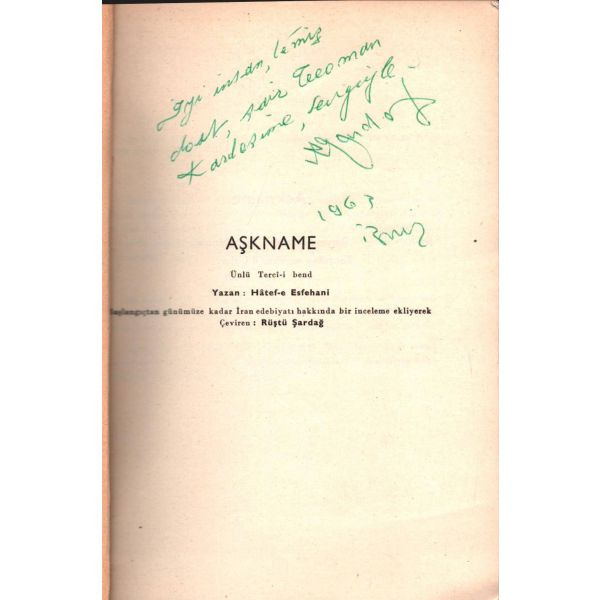 İyi insan, temiz
dost, şair Teoman
Kardeşime, sevgiyle -
1963
İzmir
AŞKNAME
Ünlü Terci-i bend
Yazan : Hâtef-e Esfehani
Başlangıçtan günümüze kadar İran edebiyatı hakkında bir inceleme ekliyerek
Çeviren : Rüştü Şardağ